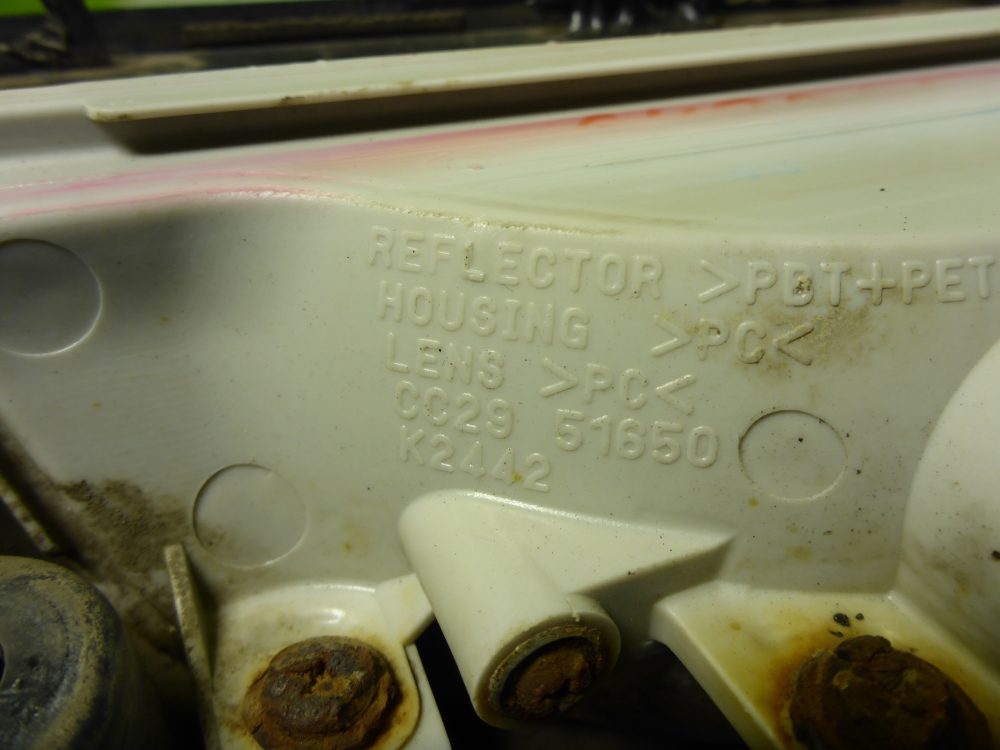 REFLECTOR >PBT+PET
HOUSING >PC<
LENS >PC<
CC29 51650
K2442